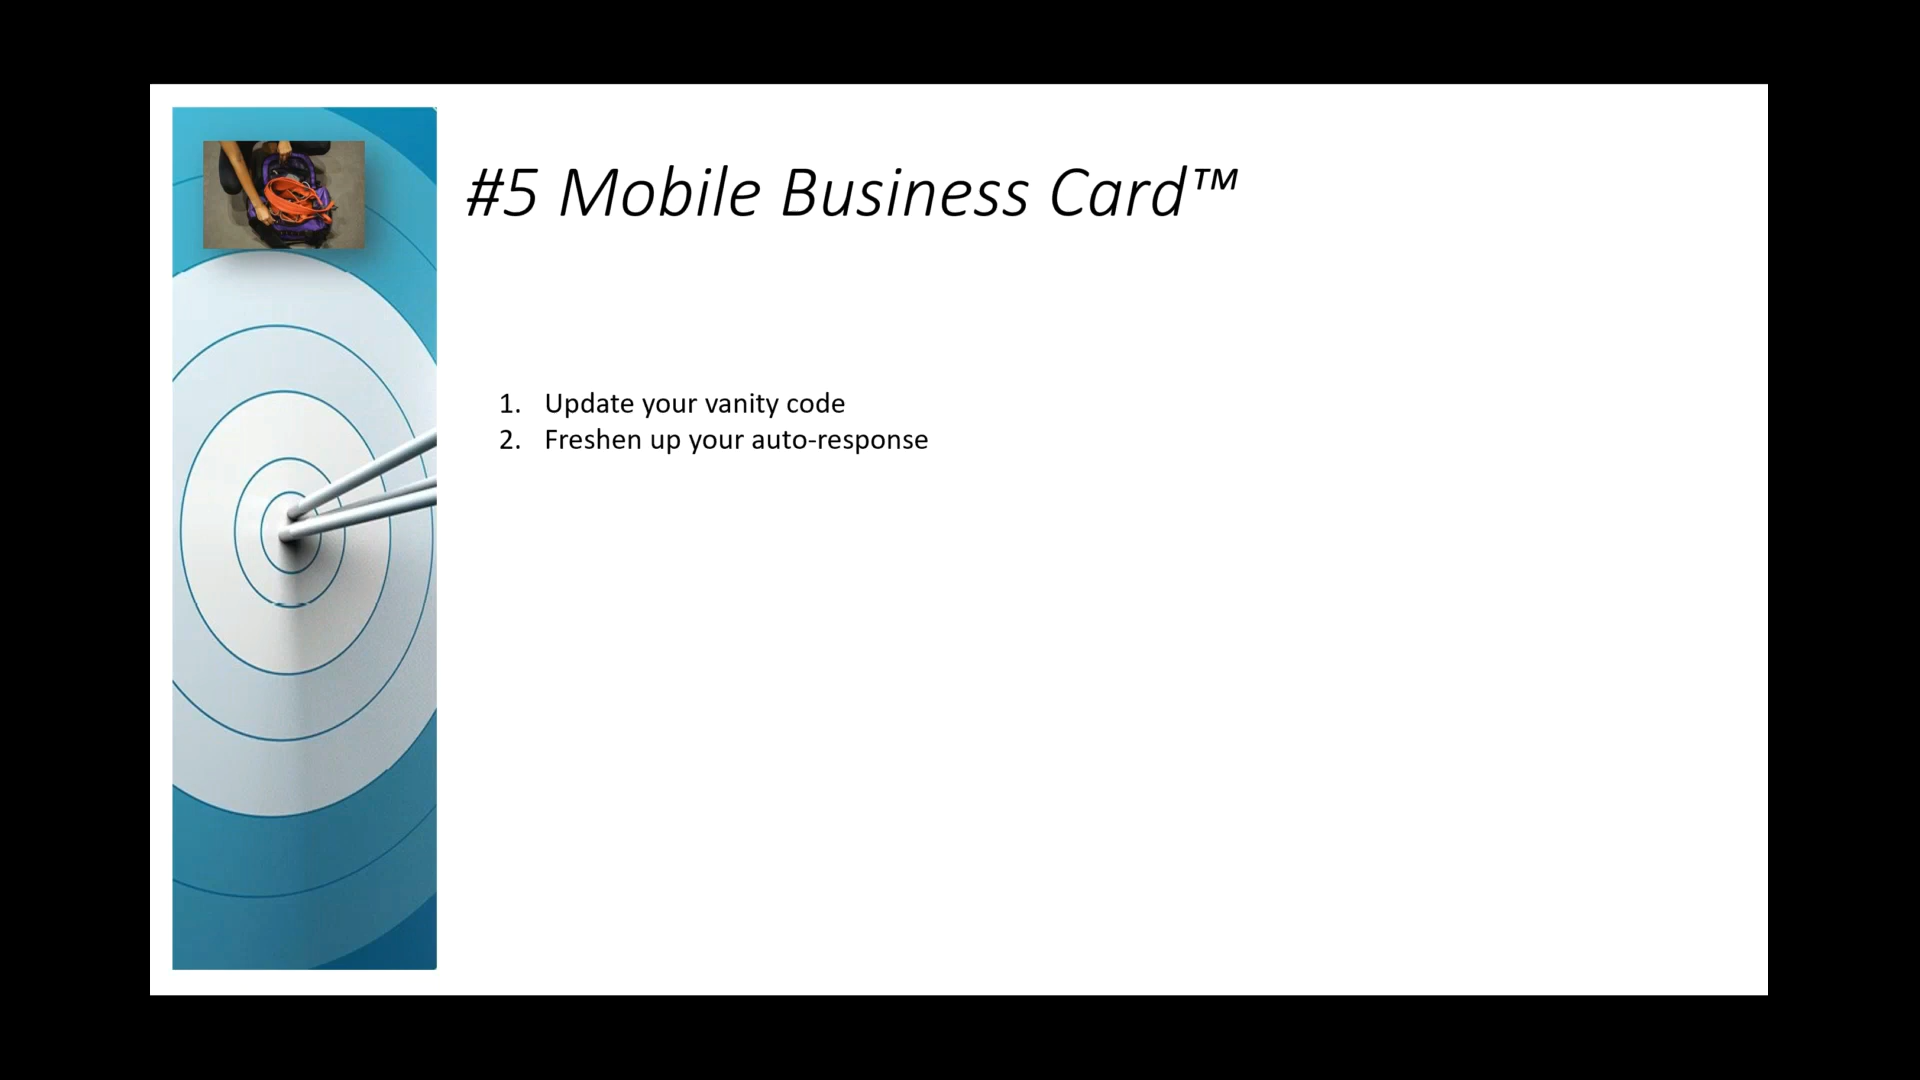 #5 Mobile Business Card™
1. Update your vanity code
2. Freshen up your auto-response